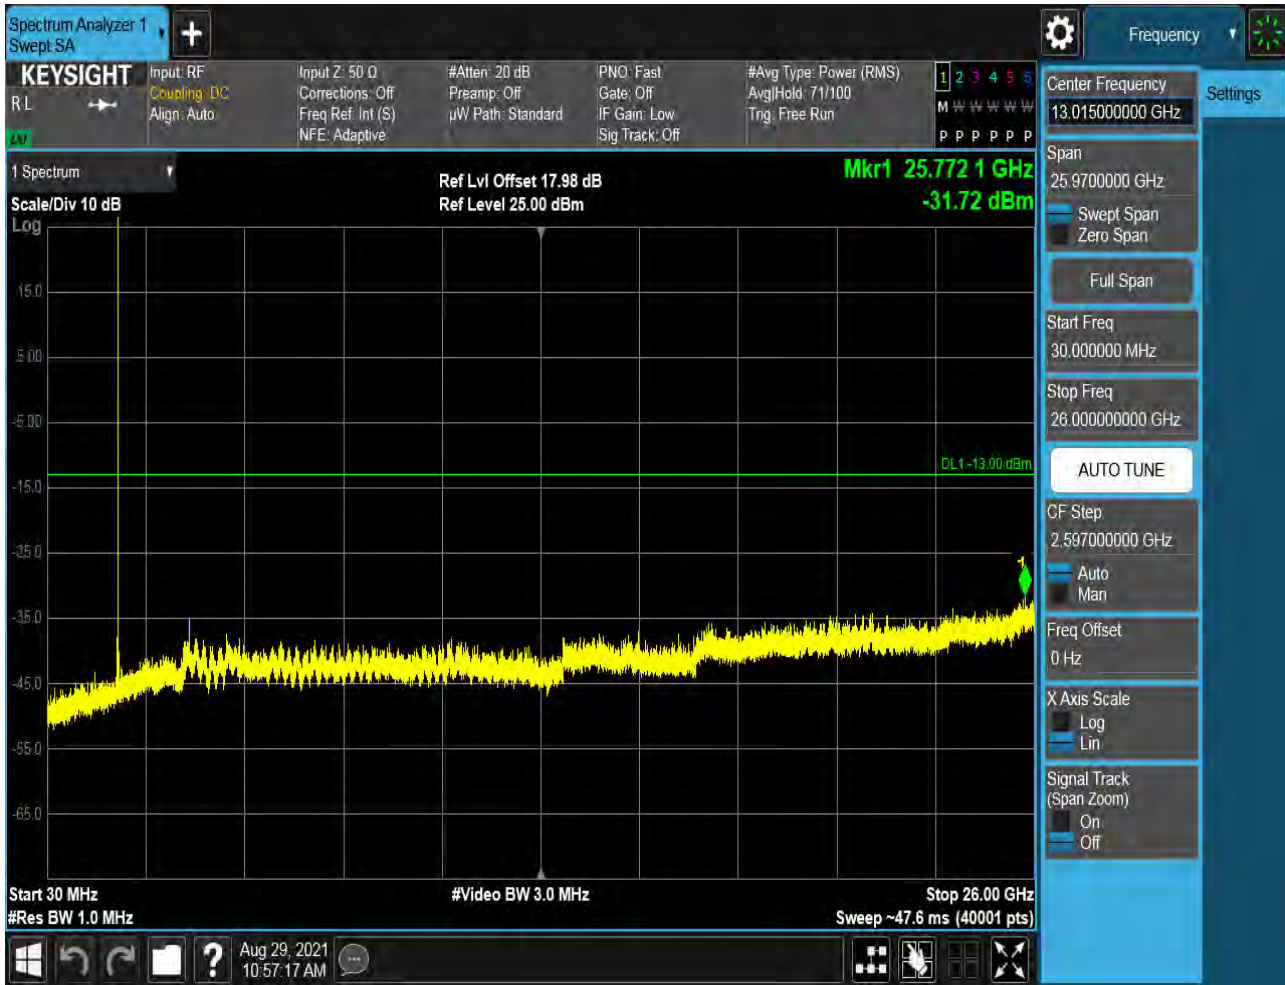 Spectrum Analyzer 1
Swept SA
+
Frequency
KEYSIGHT
R L
Input: RF
Coupling: DC
Align: Auto
Input Z: 50 Ω
Corrections: Off
Freq Ref: Int (S)
NFE: Adaptive
#Atten: 20 dB
Preamp: Off
µW Path: Standard
PNO: Fast
Gate: Off
IF Gain: Low
Sig Track: Off
#Avg Type: Power (RMS)
Avg|Hold: 71/100
Trig: Free Run
1 2 3 4 5 6
M W W W W W
P P P P P P
1 Spectrum
Scale/Div 10 dB
Log
Ref Lvl Offset 17.98 dB
Ref Level 25.00 dBm
Mkr1 25.772 1 GHz
-31.72 dBm
15.0
5.00
-5.00
-15.0
-25.0
-35.0
-45.0
-55.0
-65.0
DL1 -13.00 dBm
1
Start 30 MHz
#Res BW 1.0 MHz
#Video BW 3.0 MHz
Stop 26.00 GHz
Sweep ~47.6 ms (40001 pts)
Center Frequency
13.015000000 GHz
Settings
Span
25.9700000 GHz
Swept Span
Zero Span
Full Span
Start Freq
30.000000 MHz
Stop Freq
26.000000000 GHz
AUTO TUNE
CF Step
2.597000000 GHz
Auto
Man
Freq Offset
0 Hz
X Axis Scale
Log
Lin
Signal Track
(Span Zoom)
On
Off
?
Aug 29, 2021
10:57:17 AM